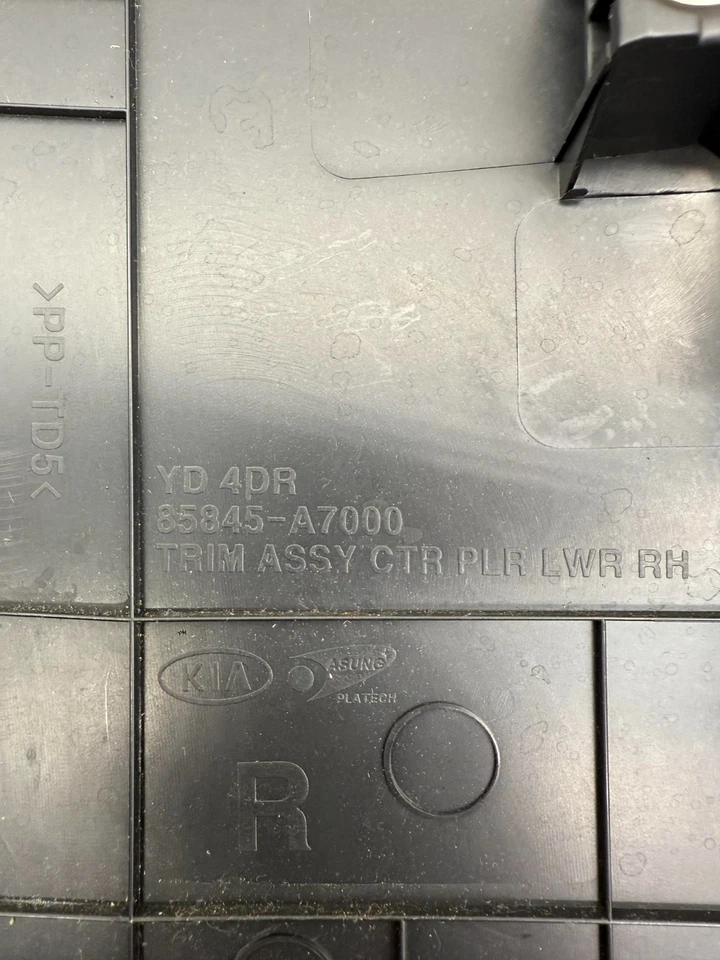 >PP-TD5<
YD 4DR
85845-A7000
TRIM ASSY CTR PLR LWR RH
KIA
ASUNG
PLATECH
R